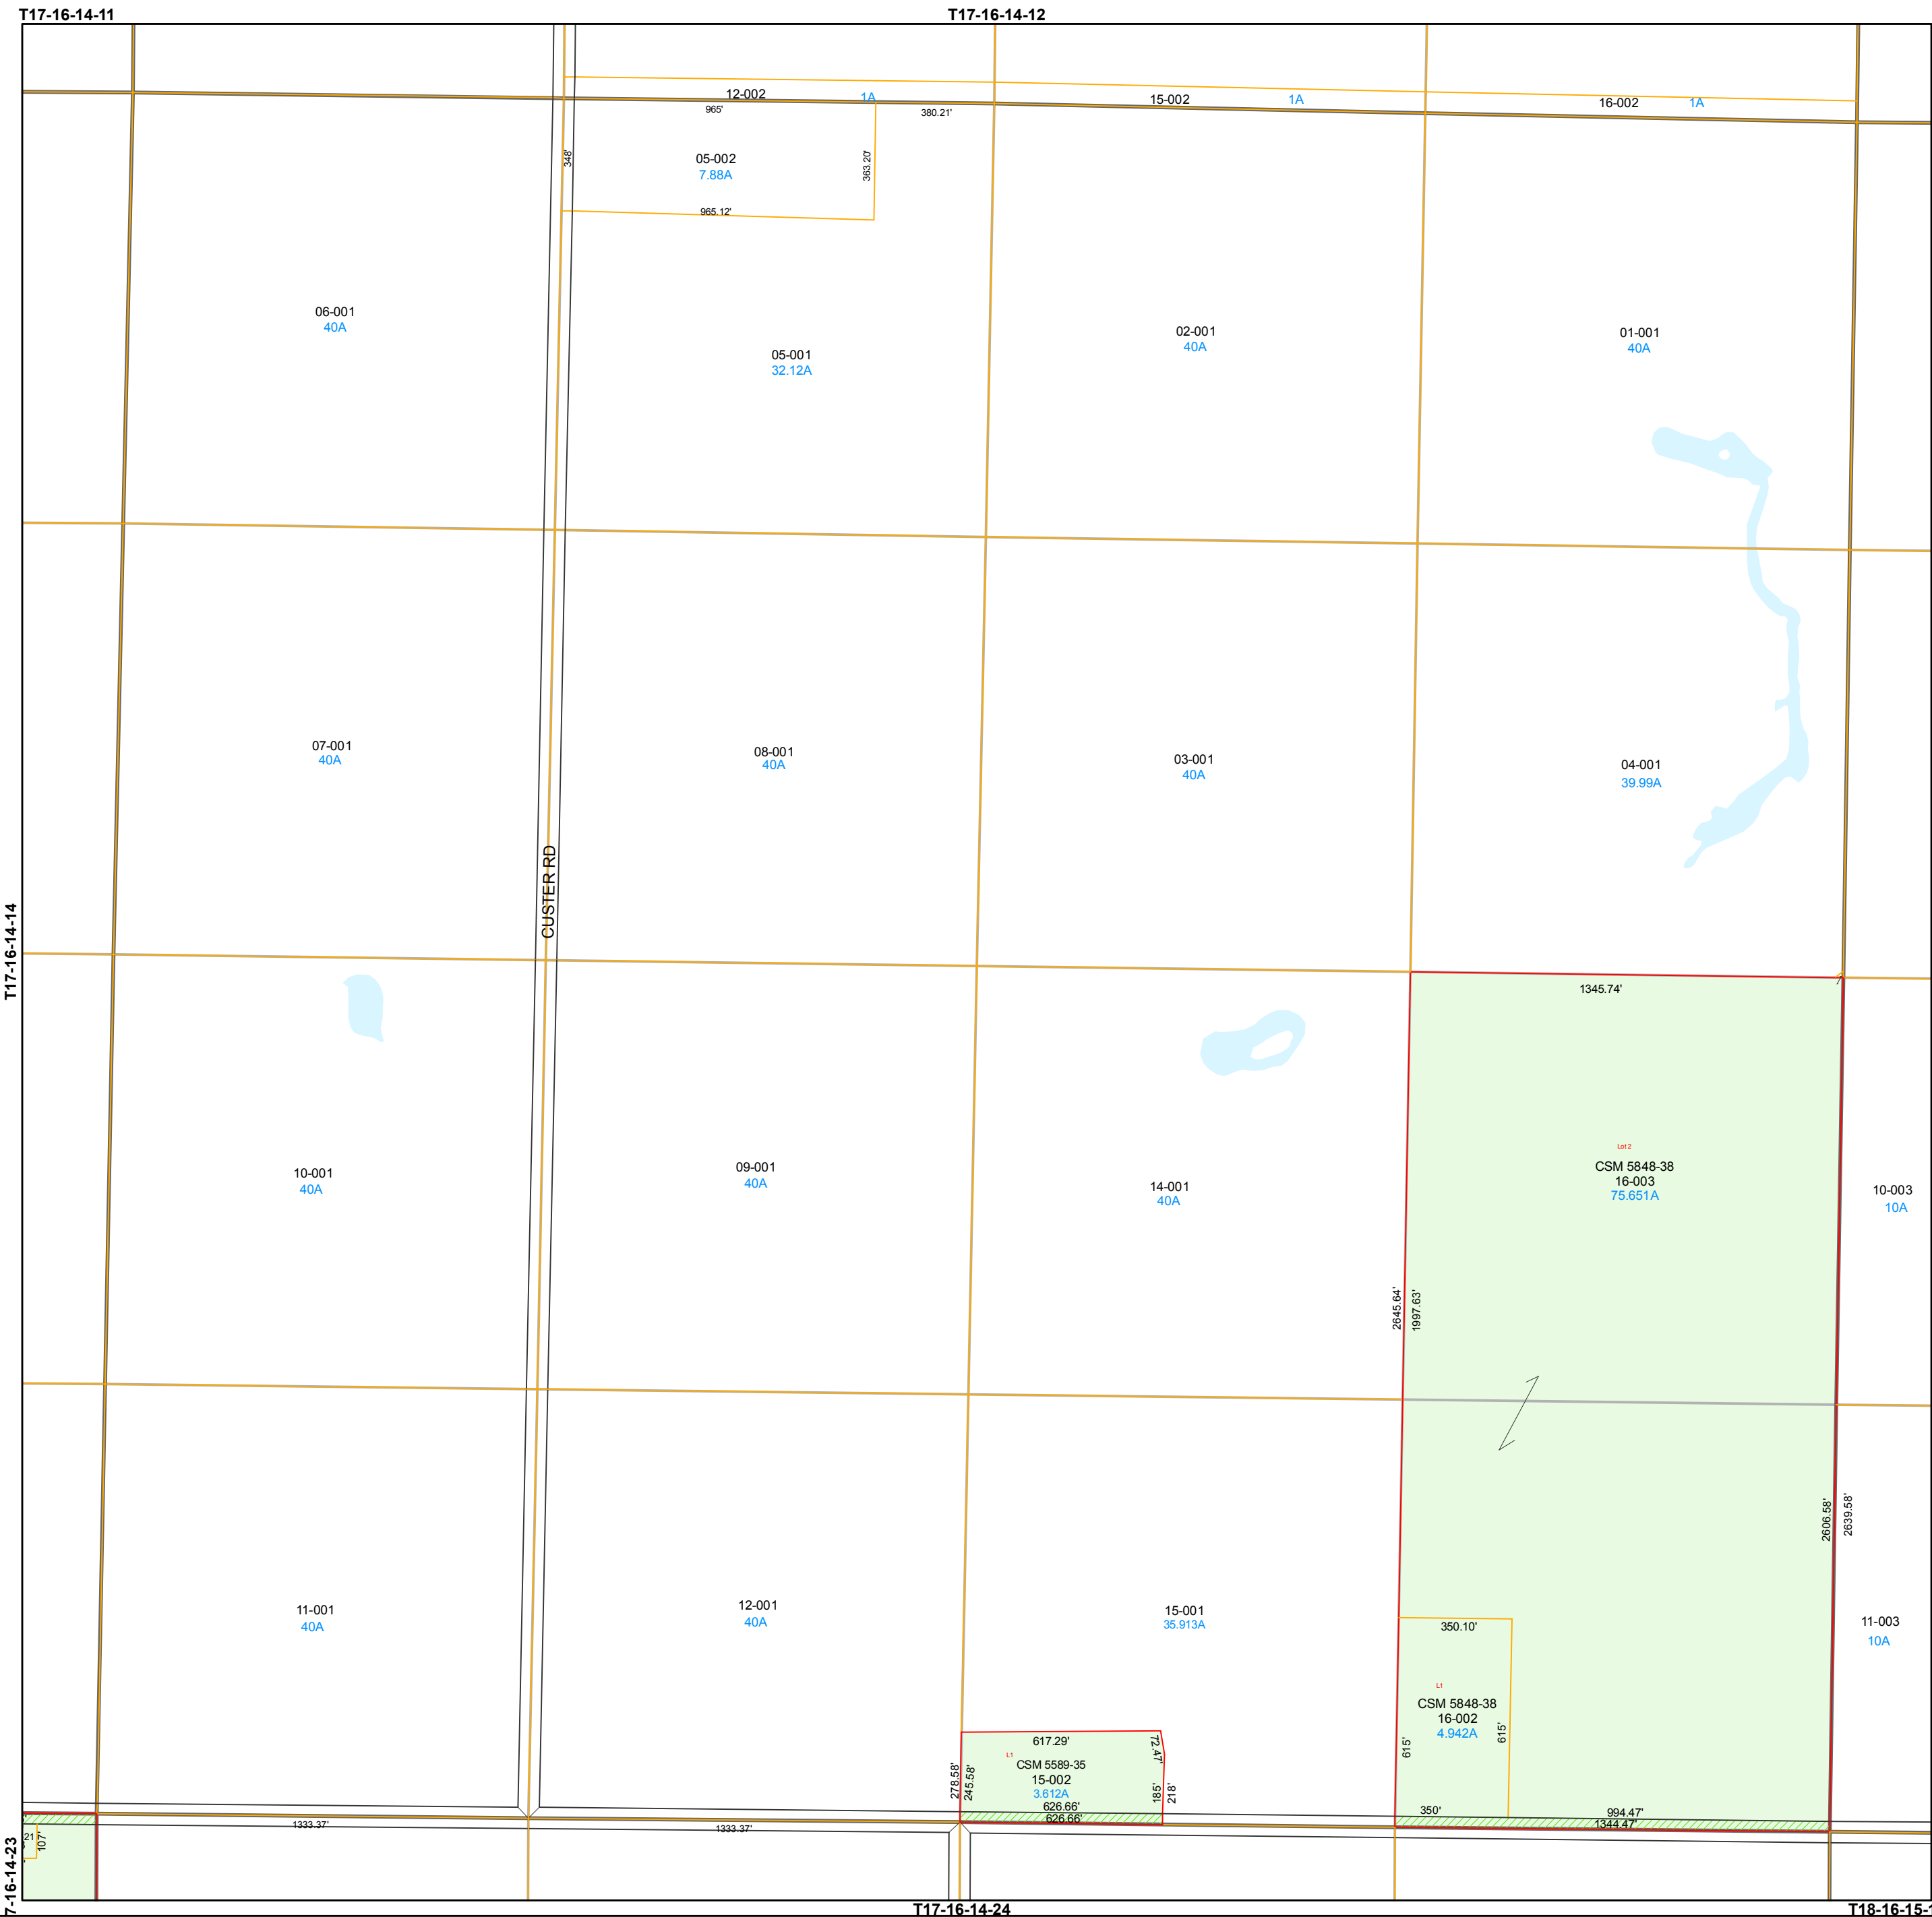 T17-16-14-11
T17-16-14-12
12-002
1A
15-002
1A
16-002
1A
965'
380.21'
348'
05-002
7.88A
363.20'
965.12'
06-001
40A
05-001
32.12A
02-001
40A
01-001
40A
07-001
40A
08-001
40A
03-001
40A
04-001
39.99A
CUSTER RD
T17-16-14-14
1345.74'
10-001
40A
09-001
40A
14-001
40A
Lot 2
CSM 5848-38
16-003
75.651A
10-003
10A
2645.64'
1997.63'
2606.58'
2639.58'
11-001
40A
12-001
40A
15-001
35.913A
350.10'
11-003
10A
L1
CSM 5848-38
16-002
4.942A
615'
615'
617.29'
72.47'
L1
CSM 5589-35
15-002
3.612A
278.58'
245.58'
185'
218'
626.66'
626.66'
350'
994.47'
1344.47'
1333.37'
1333.37'
21
107'
7-16-14-23
T17-16-14-24
T18-16-15-